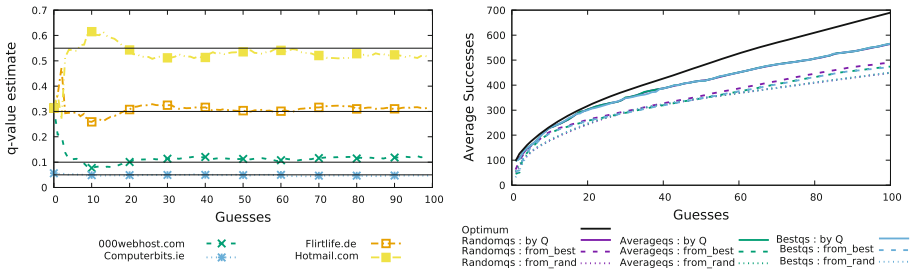 0.7
0.6
0.5
0.4
0.3
0.2
0.1
0
q-value estimate
0 10 20 30 40 50 60 70 80 90 100
Guesses
000webhost.com
Computerbits.ie
Flirtlife.de
Hotmail.com
700
600
500
400
300
200
100
0
Average Successes
0 20 40 60 80 100
Guesses
Optimum
Randomqs : by Q
Randomqs : from_best
Randomqs : from_rand
Averageqs : by Q
Averageqs : from_best
Averageqs : from_rand
Bestqs : by Q
Bestqs : from_best
Bestqs : from_rand